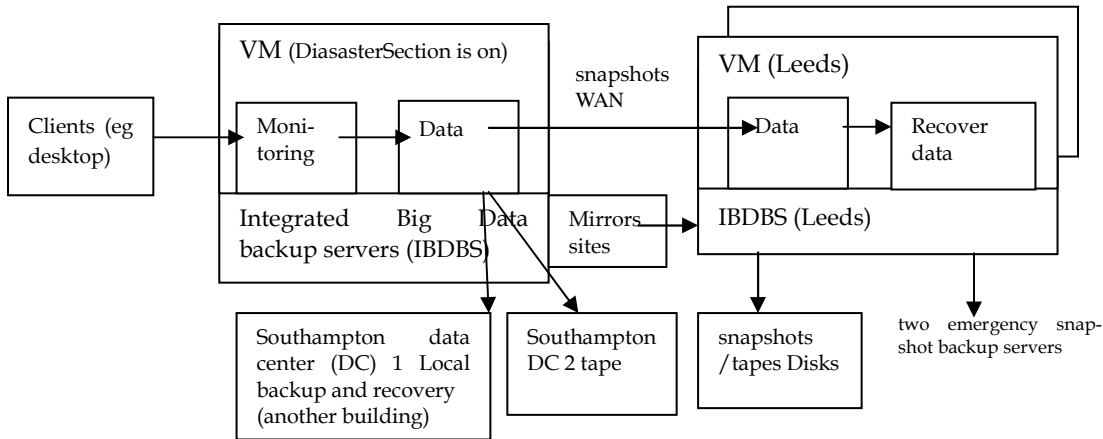 VM (DiasasterSection is on)
snapshots
WAN
VM (Leeds)
Clients (eg
desktop)
Moni-
toring
Data
Data
Recover
data
Integrated Big Data
backup servers (IBDBS)
Mirrors
sites
IBDBS (Leeds)
Southampton data
center (DC) 1 Local
backup and recovery
(another building)
Southampton
DC 2 tape
snapshots
/tapes Disks
two emergency snap-
shot backup servers